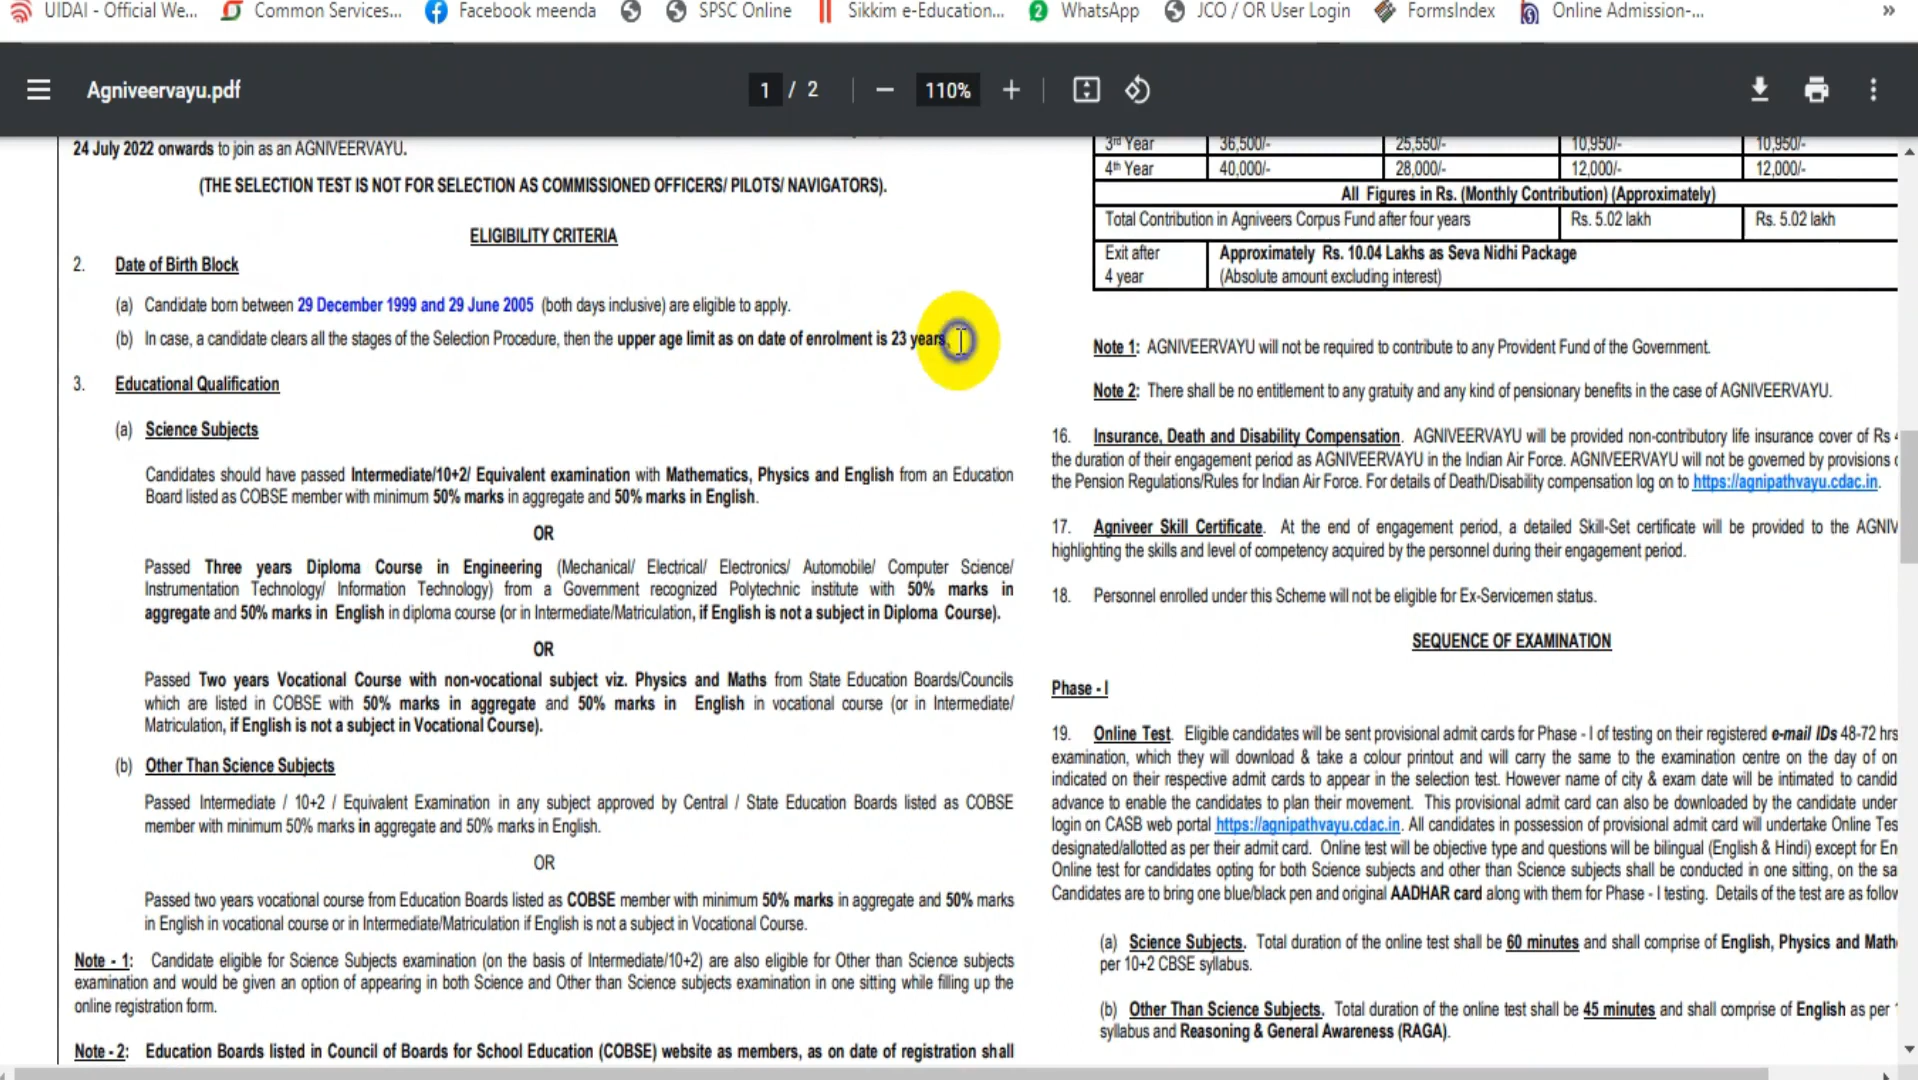 UIDAI - Official We...
Common Services...
Facebook meenda
SPSC Online
Sikkim e-Education...
2 WhatsApp
JCO / OR User Login
FormsIndex
Online Admission-...
»
Agniveervayu.pdf
1 / 2
− 110% +
24 July 2022 onwards to join as an AGNIVEERVAYU.
(THE SELECTION TEST IS NOT FOR SELECTION AS COMMISSIONED OFFICERS/ PILOTS/ NAVIGATORS).
ELIGIBILITY CRITERIA
2. Date of Birth Block
(a) Candidate born between 29 December 1999 and 29 June 2005 (both days inclusive) are eligible to apply.
(b) In case, a candidate clears all the stages of the Selection Procedure, then the upper age limit as on date of enrolment is 23 years.
3. Educational Qualification
(a) Science Subjects
Candidates should have passed Intermediate/10+2/ Equivalent examination with Mathematics, Physics and English from an Education
Board listed as COBSE member with minimum 50% marks in aggregate and 50% marks in English.
OR
Passed Three years Diploma Course in Engineering (Mechanical/ Electrical/ Electronics/ Automobile/ Computer Science/
Instrumentation Technology/ Information Technology) from a Government recognized Polytechnic institute with 50% marks in
aggregate and 50% marks in English in diploma course (or in Intermediate/Matriculation, if English is not a subject in Diploma Course).
OR
Passed Two years Vocational Course with non-vocational subject viz. Physics and Maths from State Education Boards/Councils
which are listed in COBSE with 50% marks in aggregate and 50% marks in English in vocational course (or in Intermediate/
Matriculation, if English is not a subject in Vocational Course).
(b) Other Than Science Subjects
Passed Intermediate / 10+2 / Equivalent Examination in any subject approved by Central / State Education Boards listed as COBSE
member with minimum 50% marks in aggregate and 50% marks in English.
OR
Passed two years vocational course from Education Boards listed as COBSE member with minimum 50% marks in aggregate and 50% marks
in English in vocational course or in Intermediate/Matriculation if English is not a subject in Vocational Course.
Note - 1: Candidate eligible for Science Subjects examination (on the basis of Intermediate/10+2) are also eligible for Other than Science subjects
examination and would be given an option of appearing in both Science and Other than Science subjects examination in one sitting while filling up the
online registration form.
Note - 2: Education Boards listed in Council of Boards for School Education (COBSE) website as members, as on date of registration shall
3rd Year 36,500/- 25,550/- 10,950/- 10,950/-
4th Year 40,000/- 28,000/- 12,000/- 12,000/-
All Figures in Rs. (Monthly Contribution) (Approximately)
Total Contribution in Agniveers Corpus Fund after four years Rs. 5.02 lakh Rs. 5.02 lakh
Exit after Approximately Rs. 10.04 Lakhs as Seva Nidhi Package
4 year (Absolute amount excluding interest)
Note 1: AGNIVEERVAYU will not be required to contribute to any Provident Fund of the Government.
Note 2: There shall be no entitlement to any gratuity and any kind of pensionary benefits in the case of AGNIVEERVAYU.
16. Insurance, Death and Disability Compensation. AGNIVEERVAYU will be provided non-contributory life insurance cover of Rs
the duration of their engagement period as AGNIVEERVAYU in the Indian Air Force. AGNIVEERVAYU will not be governed by provisions
the Pension Regulations/Rules for Indian Air Force. For details of Death/Disability compensation log on to https://agnipathvayu.cdac.in.
17. Agniveer Skill Certificate. At the end of engagement period, a detailed Skill-Set certificate will be provided to the AGNIV
highlighting the skills and level of competency acquired by the personnel during their engagement period.
18. Personnel enrolled under this Scheme will not be eligible for Ex-Servicemen status.
SEQUENCE OF EXAMINATION
Phase - I
19. Online Test. Eligible candidates will be sent provisional admit cards for Phase - I of testing on their registered e-mail IDs 48-72 hrs
examination, which they will download & take a colour printout and will carry the same to the examination centre on the day of on
indicated on their respective admit cards to appear in the selection test. However name of city & exam date will be intimated to candid
advance to enable the candidates to plan their movement. This provisional admit card can also be downloaded by the candidate under
login on CASB web portal https://agnipathvayu.cdac.in. All candidates in possession of provisional admit card will undertake Online Tes
designated/allotted as per their admit card. Online test will be objective type and questions will be bilingual (English & Hindi) except for En
Online test for candidates opting for both Science subjects and other than Science subjects shall be conducted in one sitting, on the sa
Candidates are to bring one blue/black pen and original AADHAR card along with them for Phase - I testing. Details of the test are as follow
(a) Science Subjects. Total duration of the online test shall be 60 minutes and shall comprise of English, Physics and Math
per 10+2 CBSE syllabus.
(b) Other Than Science Subjects. Total duration of the online test shall be 45 minutes and shall comprise of English as per
syllabus and Reasoning & General Awareness (RAGA).